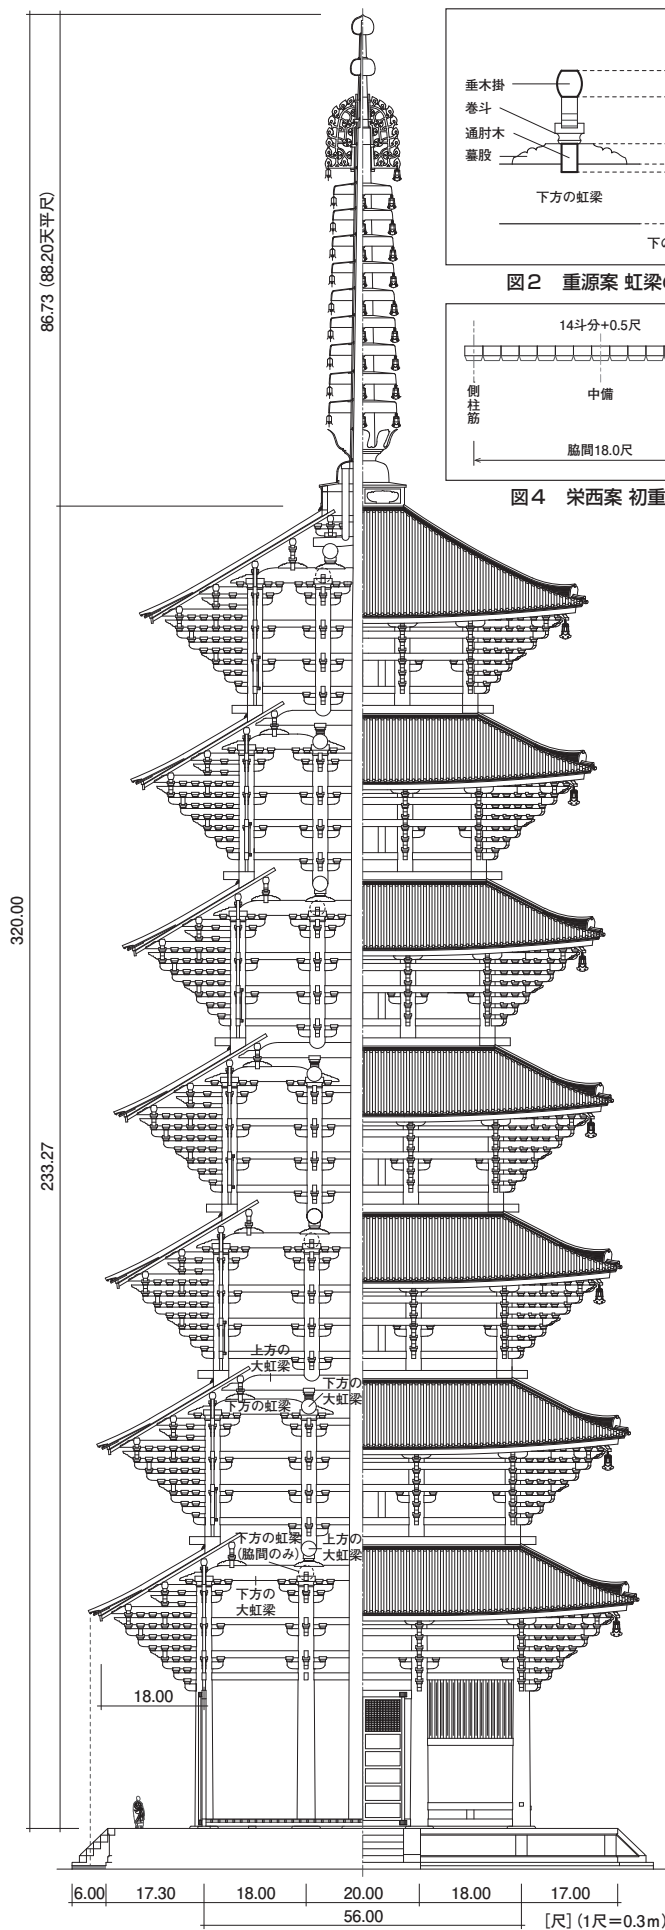 垂木掛
巻斗
通肘木
蟇股
下方の虹梁
図2 重源案 虹梁
14斗分+0.5尺
側柱筋
中備
脇間18.0尺
図4 栄西案 初重
86.73 (88.20天平尺)
320.00
233.27
上方の
大虹梁
下方の虹梁
下方の
大虹梁
下方の虹梁
(脇間のみ)
上方の
大虹梁
下方の
大虹梁
18.00
6.00
17.30
18.00
20.00
18.00
17.00
56.00
[尺] (1尺=0.3m)